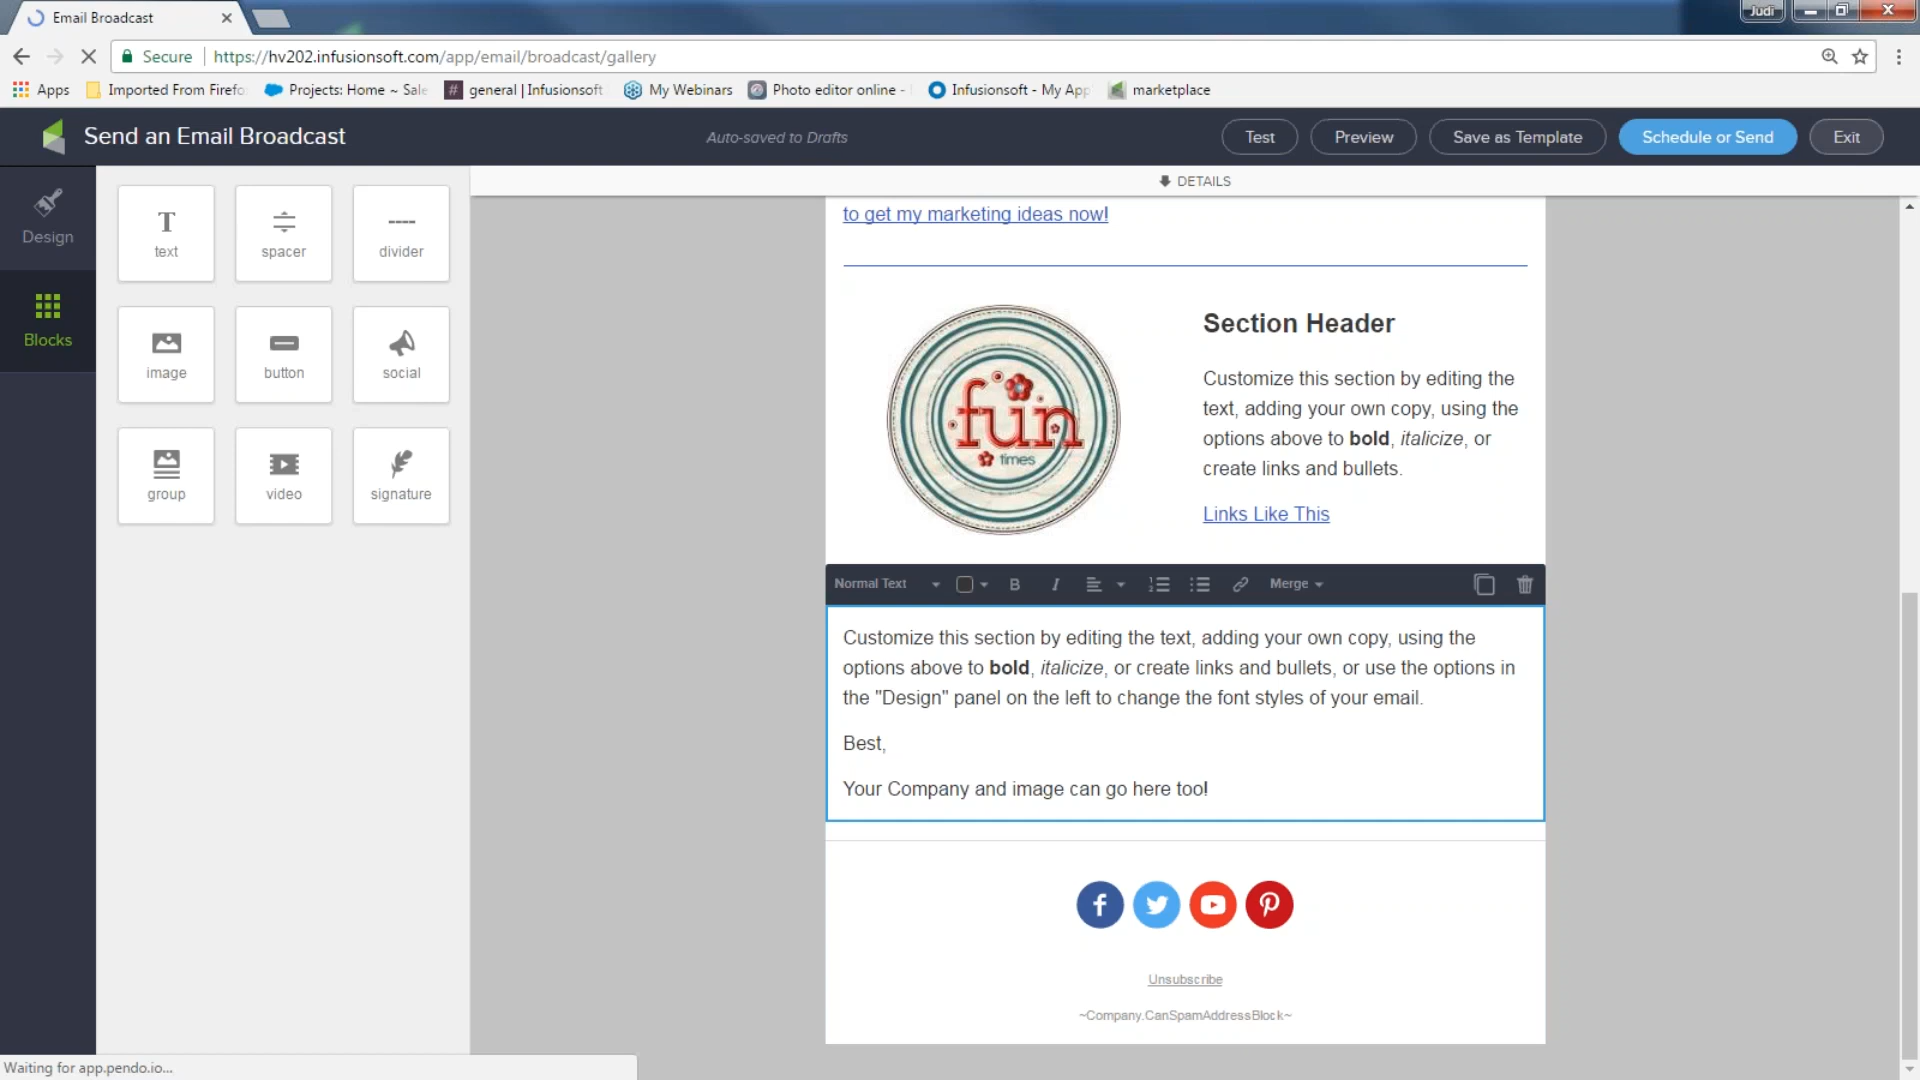 Email Broadcast
Judi
Secure
https://hv202.infusionsoft.com/app/email/broadcast/gallery
Apps
Imported From Firefo
Projects: Home ~ Sale
# general | Infusionsoft
My Webinars
Photo editor online -
Infusionsoft - My App
marketplace
Send an Email Broadcast
Auto-saved to Drafts
Test
Preview
Save as Template
Schedule or Send
Exit
DETAILS
Design
Blocks
T
text
spacer
divider
image
button
social
group
video
signature
to get my marketing ideas now!
fun
times
Section Header
Customize this section by editing the
text, adding your own copy, using the
options above to bold, italicize, or
create links and bullets.
Links Like This
Normal Text
B
I
Merge
Customize this section by editing the text, adding your own copy, using the
options above to bold, italicize, or create links and bullets, or use the options in
the "Design" panel on the left to change the font styles of your email.
Best,
Your Company and image can go here too!
Unsubscribe
~Company.CanSpamAddressBlock~
Waiting for app.pendo.io...